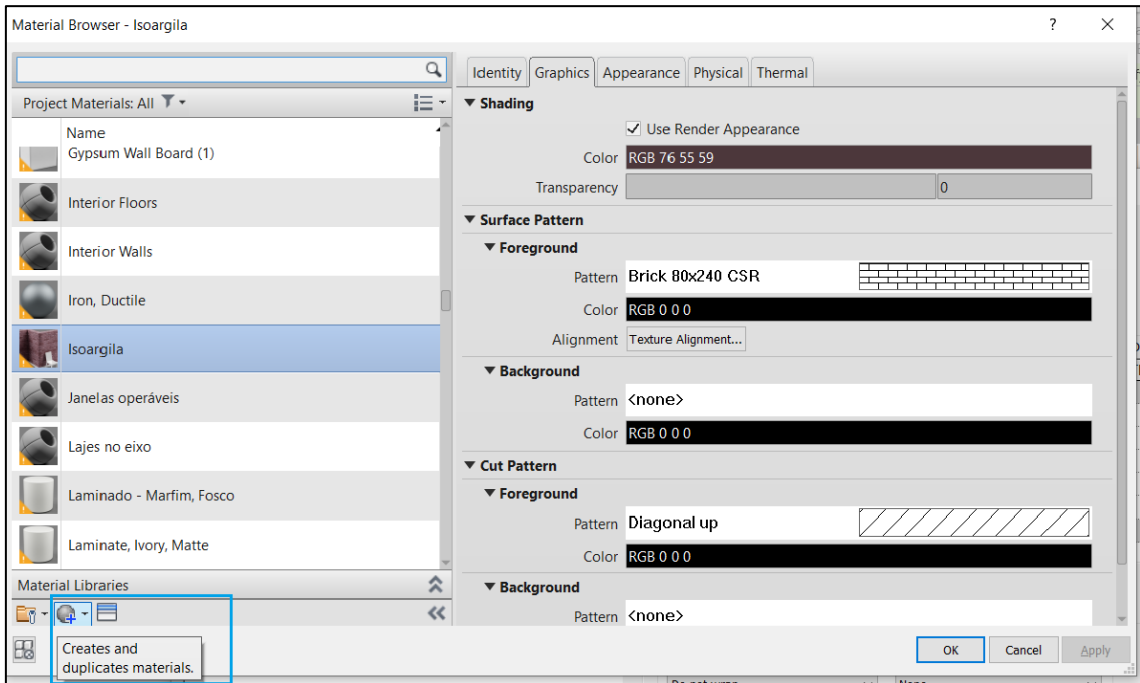 Material Browser - Isoargila
?
Project Materials: All
Name
Gypsum Wall Board (1)
Interior Floors
Interior Walls
Iron, Ductile
Isoargila
Janelas operáveis
Lajes no eixo
Laminado - Marfim, Fosco
Laminate, Ivory, Matte
Material Libraries
Creates and
duplicates materials.
Identity Graphics Appearance Physical Thermal
Shading
Use Render Appearance
Color RGB 76 55 59
Transparency 0
Surface Pattern
Foreground
Pattern Brick 80x240 CSR
Color RGB 0 0 0
Alignment Texture Alignment...
Background
Pattern <none>
Color RGB 0 0 0
Cut Pattern
Foreground
Pattern Diagonal up
Color RGB 0 0 0
Background
Pattern <none>
OK Cancel Apply